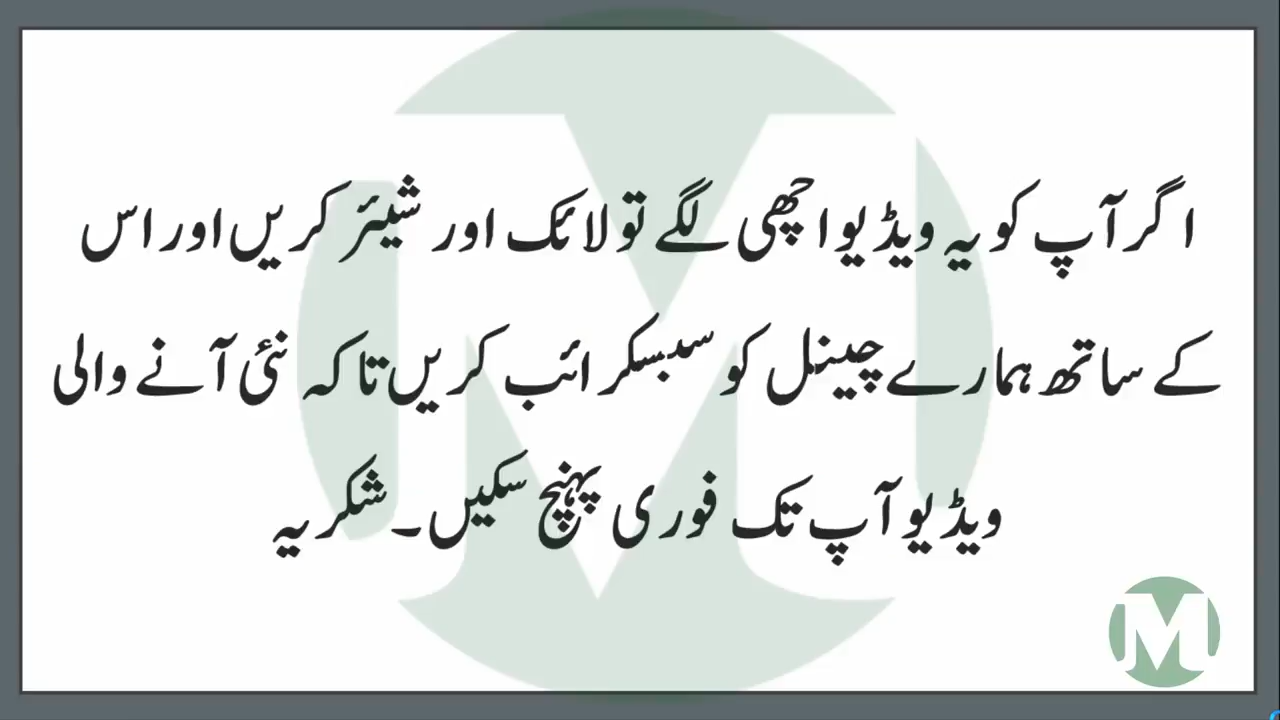 اگر آپ کو یہ ویڈیو اچھی لگے تو لائک اور شیئر کریں اور اس
کے ساتھ ہمارے چینل کو سبسکرائب کریں تاکہ نئی آنے والی
ویڈیو آپ تک فوری پہنچ سکیں۔ شکریہ
M